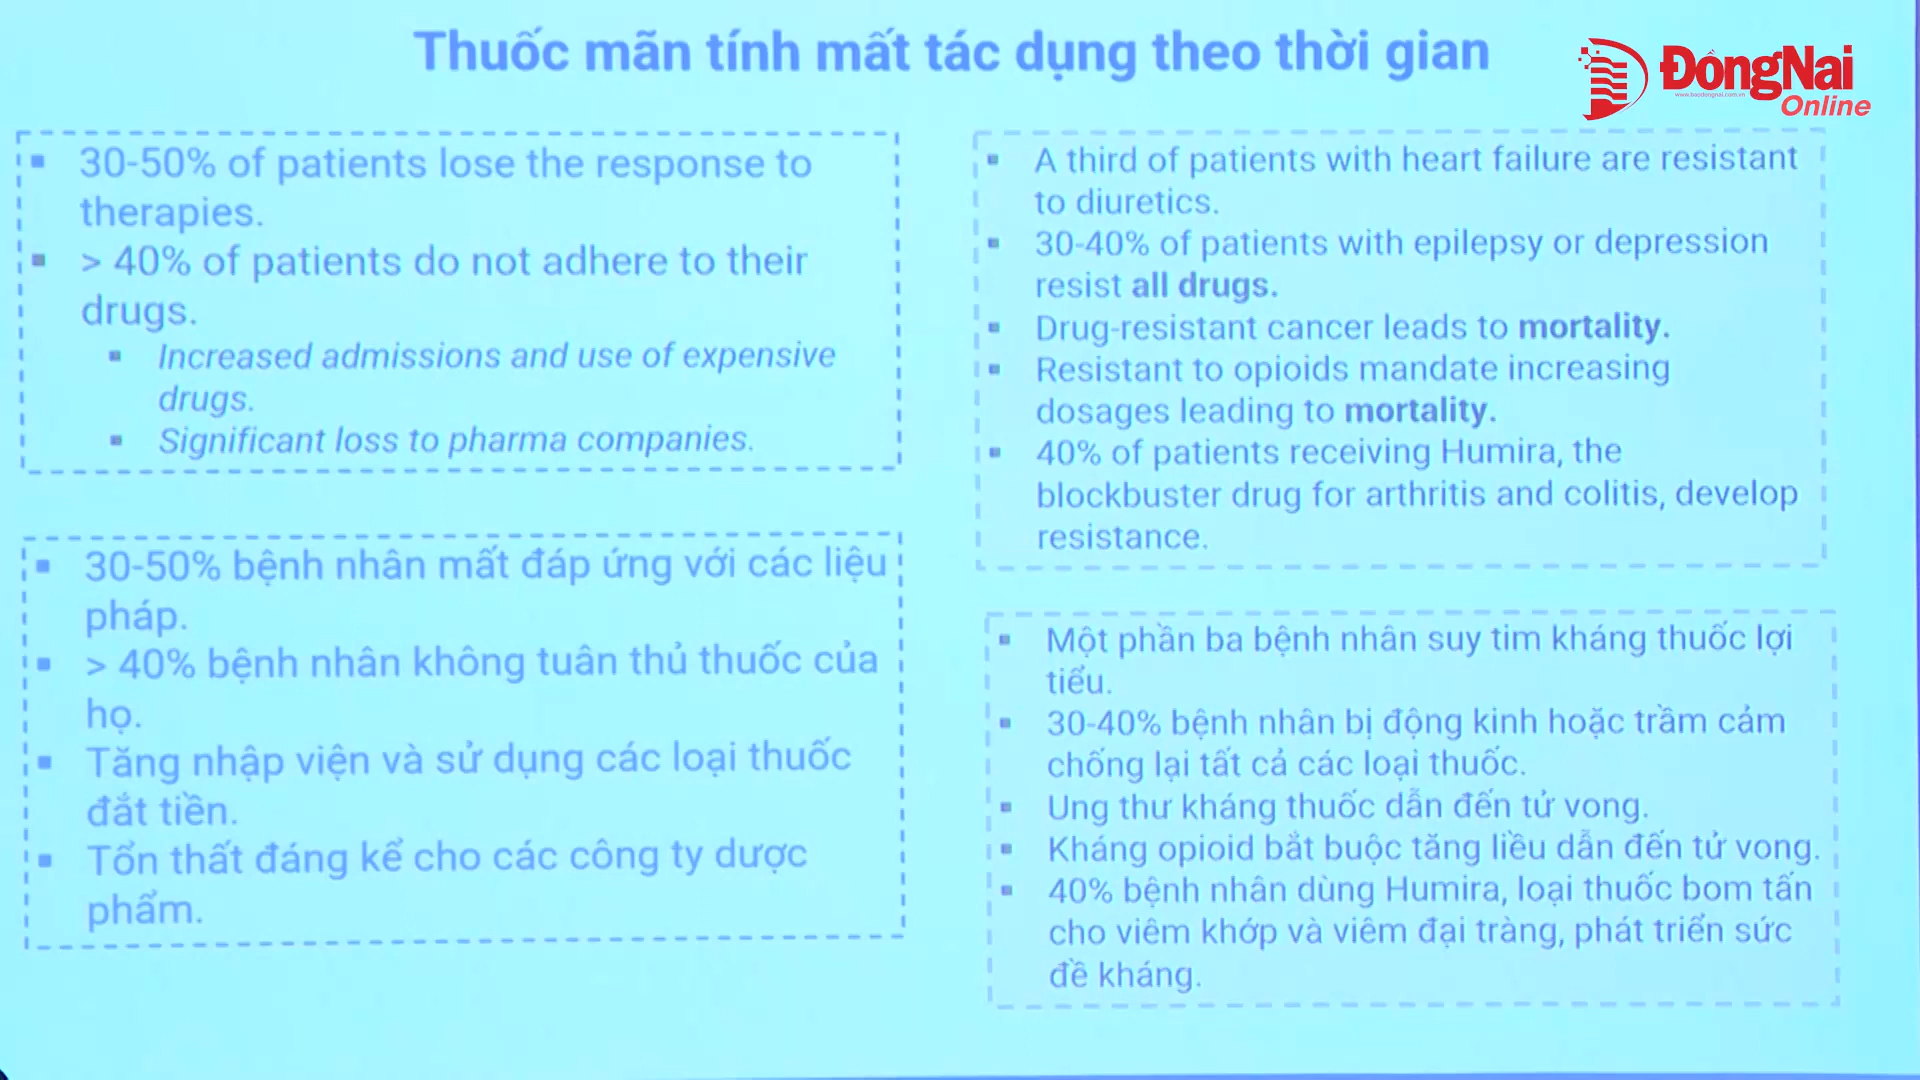 Thuốc mãn tính mất tác dụng theo thời gian
ĐồngNai
www.baodongnai.com.vn
Online
30-50% of patients lose the response to
therapies.
> 40% of patients do not adhere to their
drugs.
Increased admissions and use of expensive
drugs.
Significant loss to pharma companies.
30-50% bệnh nhân mất đáp ứng với các liệu
pháp.
> 40% bệnh nhân không tuân thủ thuốc của
họ.
Tăng nhập viện và sử dụng các loại thuốc
đắt tiền.
Tổn thất đáng kể cho các công ty dược
phẩm.
A third of patients with heart failure are resistant
to diuretics.
30-40% of patients with epilepsy or depression
resist all drugs.
Drug-resistant cancer leads to mortality.
Resistant to opioids mandate increasing
dosages leading to mortality.
40% of patients receiving Humira, the
blockbuster drug for arthritis and colitis, develop
resistance.
Một phần ba bệnh nhân suy tim kháng thuốc lợi
tiểu.
30-40% bệnh nhân bị động kinh hoặc trầm cảm
chống lại tất cả các loại thuốc.
Ung thư kháng thuốc dẫn đến tử vong.
Kháng opioid bắt buộc tăng liều dẫn đến tử vong.
40% bệnh nhân dùng Humira, loại thuốc bom tấn
cho viêm khớp và viêm đại tràng, phát triển sức
đề kháng.